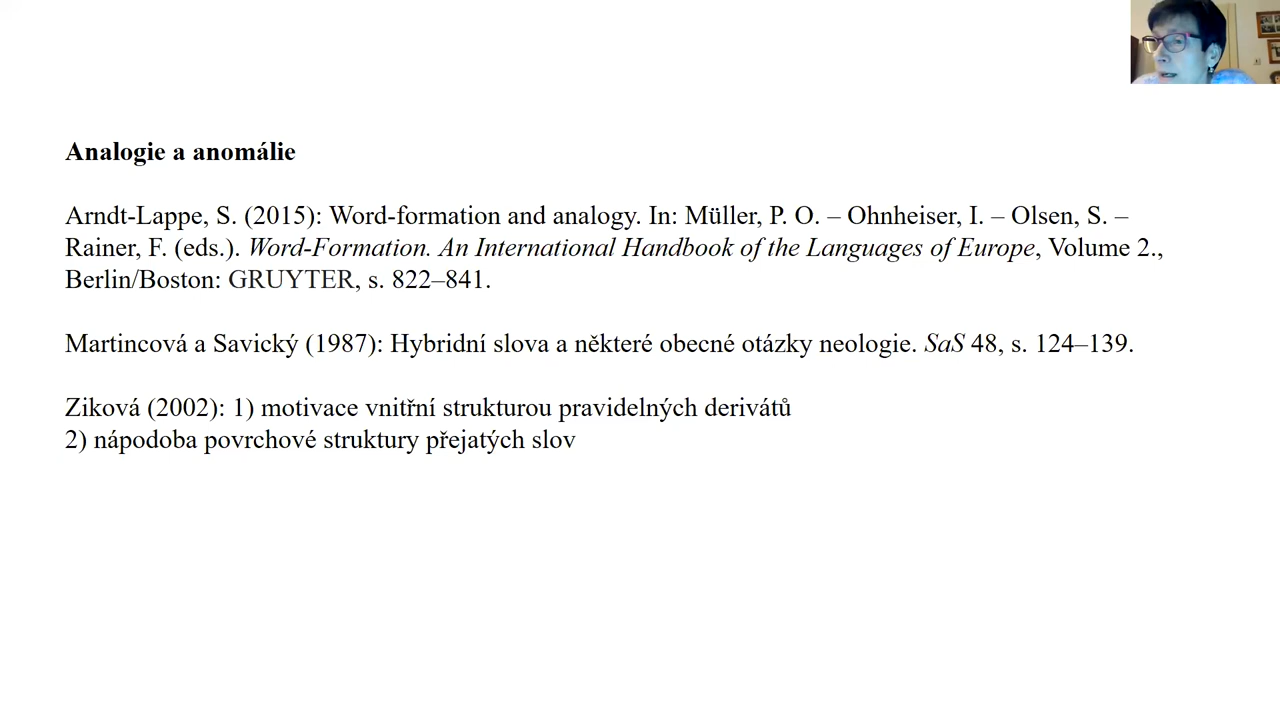 Analogie a anomálie
Arndt-Lappe, S. (2015): Word-formation and analogy. In: Müller, P. O. – Ohnheiser, I. – Olsen, S. –
Rainer, F. (eds.). Word-Formation. An International Handbook of the Languages of Europe, Volume 2.,
Berlin/Boston: GRUYTER, s. 822–841.
Martincová a Savický (1987): Hybridní slova a některé obecné otázky neologie. SaS 48, s. 124–139.
Ziková (2002): 1) motivace vnitřní strukturou pravidelných derivátů
2) nápodoba povrchové struktury přejatých slov